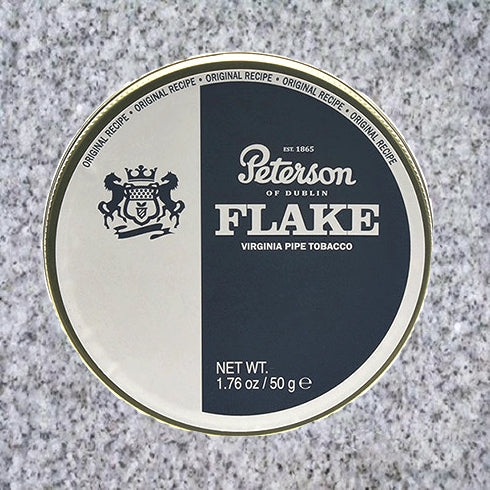 ORIGINAL RECIPE • ORIGINAL RECIPE • ORIGINAL RECIPE • ORIGINAL RECIPE • ORIGINAL RECIPE
EST. 1865
Peterson
OF DUBLIN
FLAKE
VIRGINIA PIPE TOBACCO
NET WT.
1.76 oz / 50 g ℮